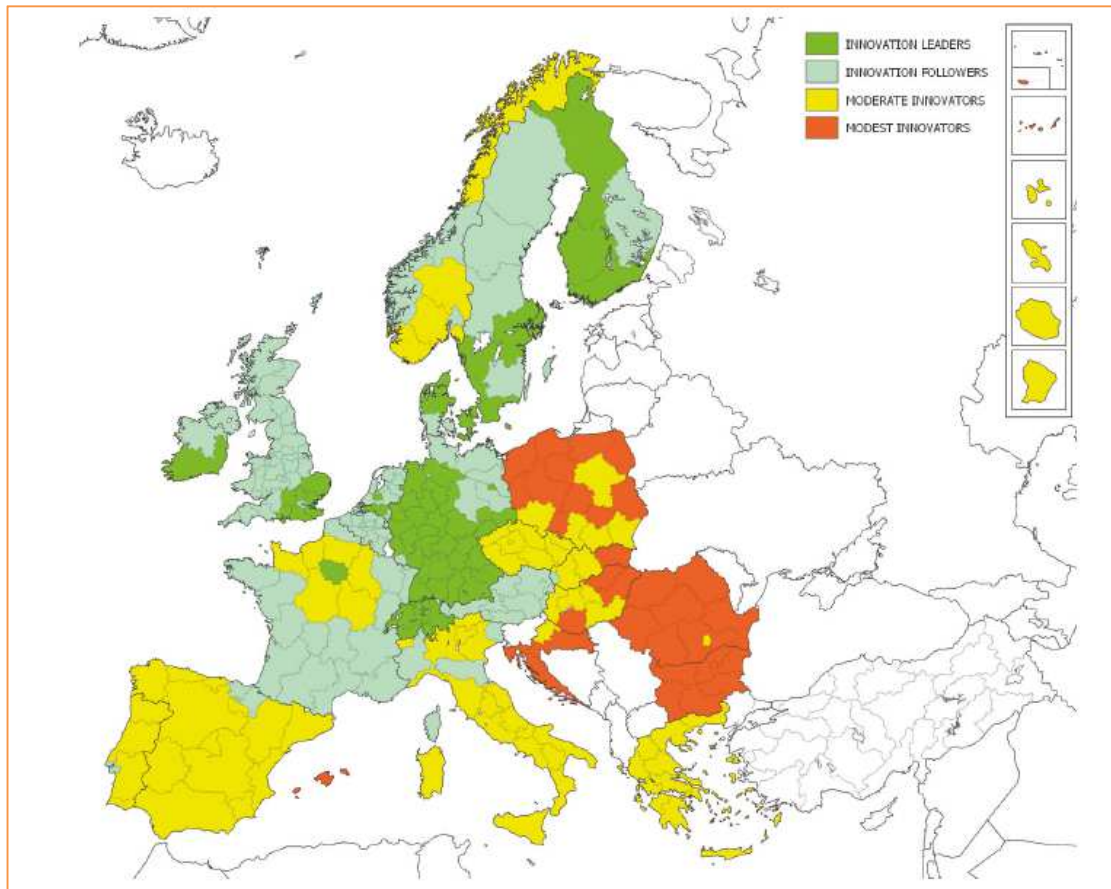 INNOVATION LEADERS
INNOVATION FOLLOWERS
MODERATE INNOVATORS
MODEST INNOVATORS